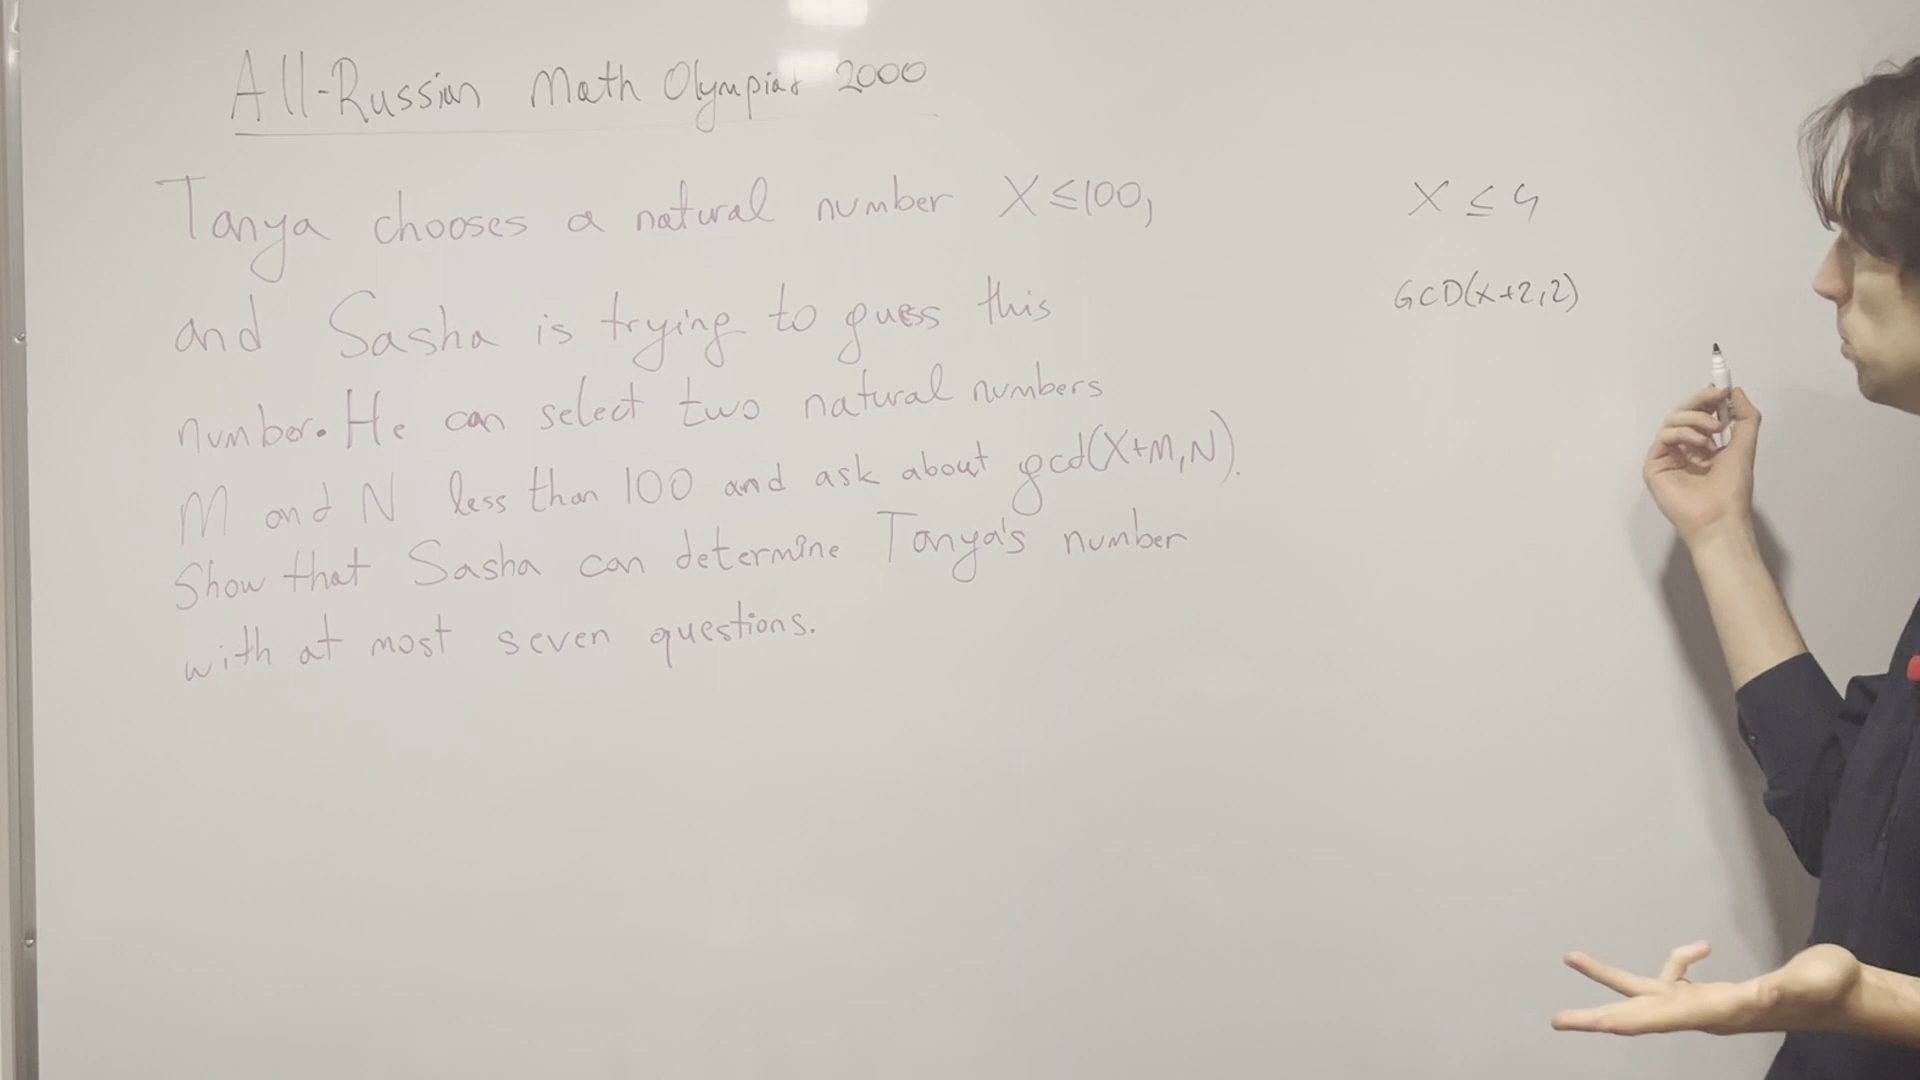 All-Russian Math Olympiad 2000
Tanya chooses a natural number X ≤ 100,
and Sasha is trying to guess this
number. He can select two natural numbers
M and N less than 100 and ask about gcd(X+M,N).
Show that Sasha can determine Tanya's number
with at most seven questions.
X ≤ 4
GCD(x+2,2)